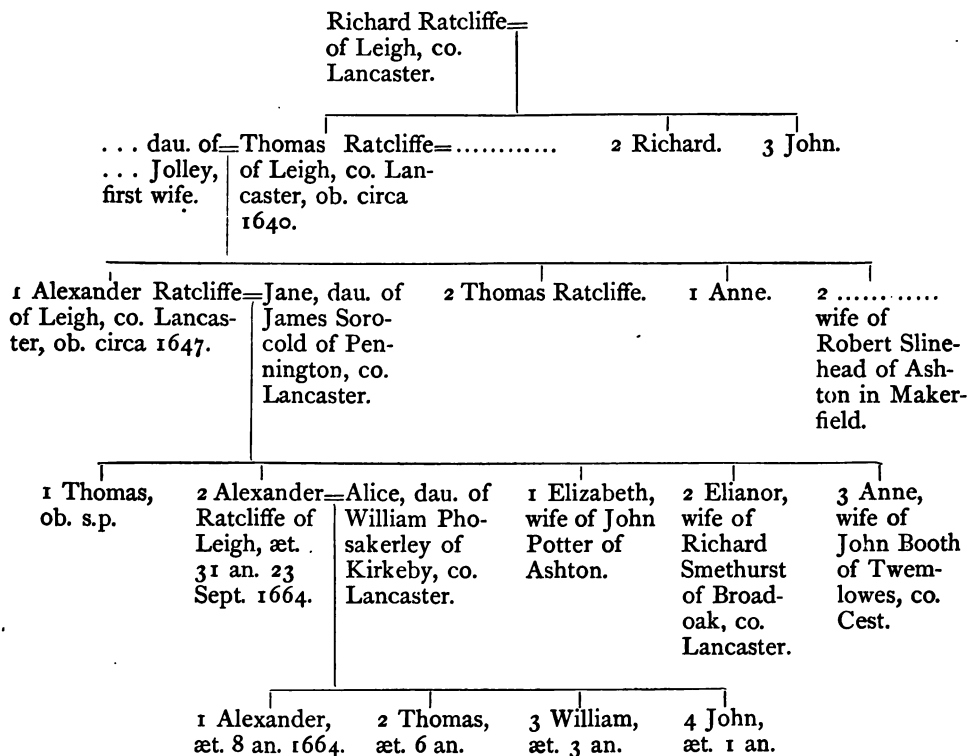 Richard Ratcliffe=
of Leigh, co.
Lancaster.
. . . dau. of=
. . . Jolley,
first wife.
Thomas Ratcliffe=............
of Leigh, co. Lan-
caster, ob. circa
1640.
2 Richard.
3 John.
1 Alexander Ratcliffe=
of Leigh, co. Lancas-
ter, ob. circa 1647.
Jane, dau. of
James Soro-
cold of Pen-
nington, co.
Lancaster.
2 Thomas Ratcliffe.
1 Anne.
2 ............
wife of
Robert Sline-
head of Ash-
ton in Maker-
field.
1 Thomas,
ob. s.p.
2 Alexander=
Ratcliffe of
Leigh, æt.
31 an. 23
Sept. 1664.
Alice, dau. of
William Pho-
sakerley of
Kirkeby, co.
Lancaster.
1 Elizabeth,
wife of John
Potter of
Ashton.
2 Elianor,
wife of
Richard
Smethurst
of Broad-
oak, co.
Lancaster.
3 Anne,
wife of
John Booth
of Twem-
lowes, co.
Cest.
1 Alexander,
æt. 8 an. 1664.
2 Thomas,
æt. 6 an.
3 William,
æt. 3 an.
4 John,
æt. 1 an.